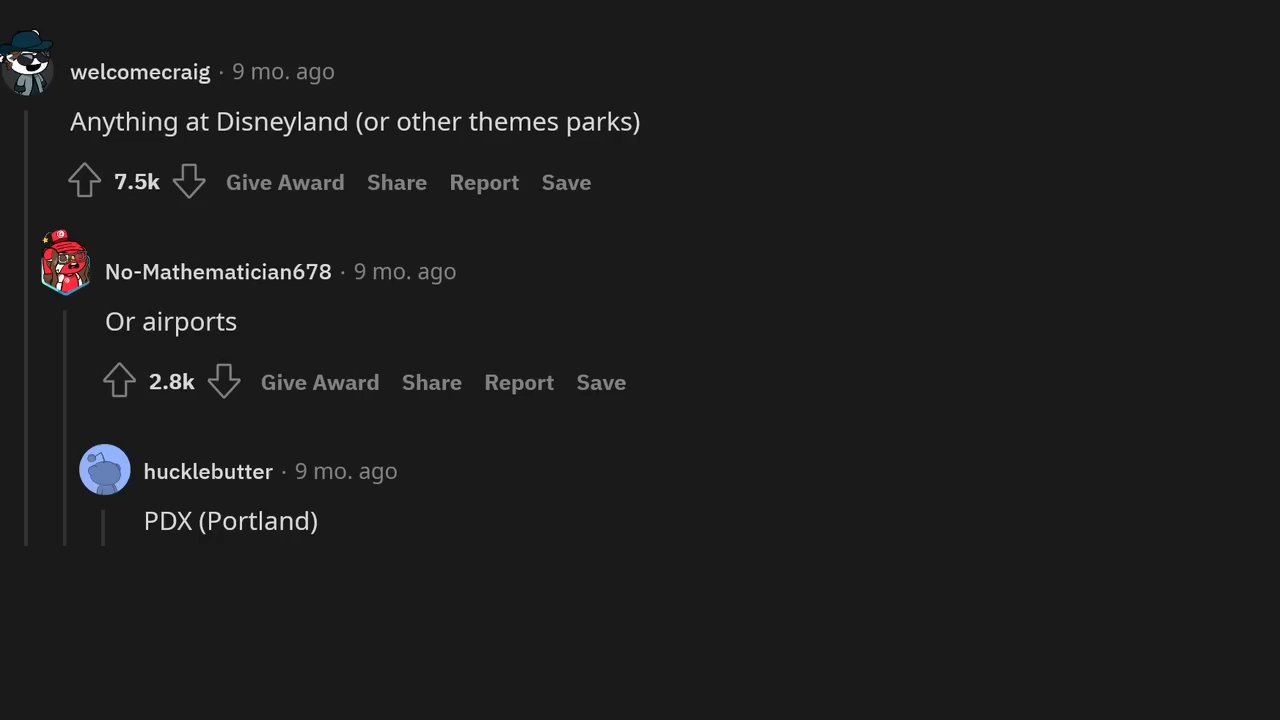 welcomecraig · 9 mo. ago
Anything at Disneyland (or other themes parks)
7.5k Give Award Share Report Save
No-Mathematician678 · 9 mo. ago
Or airports
2.8k Give Award Share Report Save
hucklebutter · 9 mo. ago
PDX (Portland)